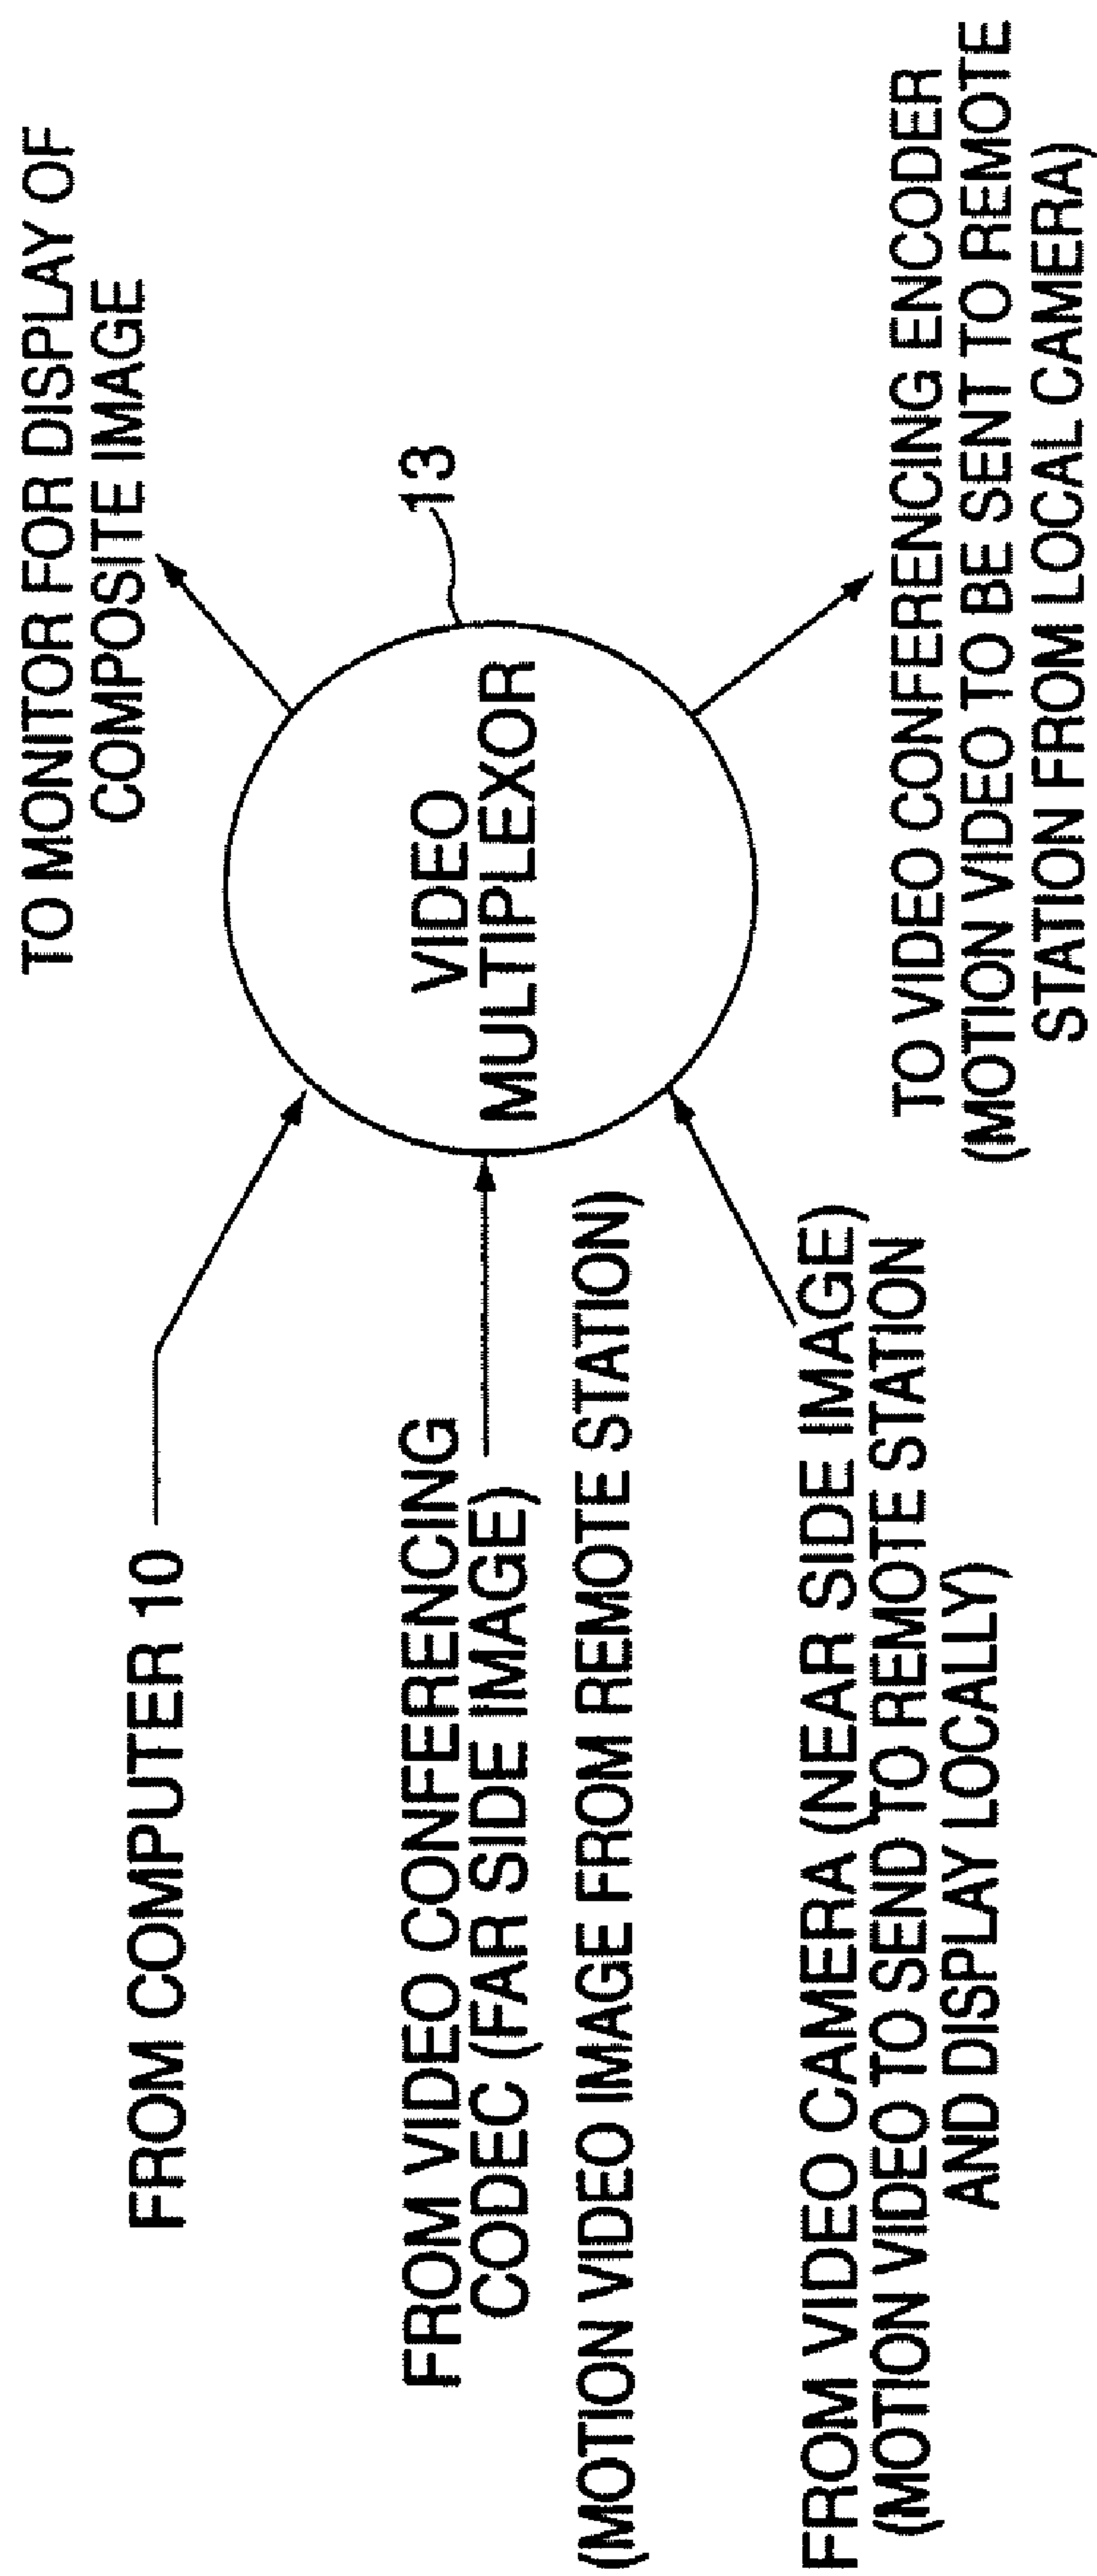 FROM COMPUTER 10
FROM VIDEO CONFERENCING
CODEC (FAR SIDE IMAGE)
(MOTION VIDEO IMAGE FROM REMOTE STATION)
FROM VIDEO CAMERA (NEAR SIDE IMAGE)
(MOTION VIDEO TO SEND TO REMOTE STATION
AND DISPLAY LOCALLY)
VIDEO
MULTIPLEXOR
13
TO MONITOR FOR DISPLAY OF
COMPOSITE IMAGE
TO VIDEO CONFERENCING ENCODER
(MOTION VIDEO TO BE SENT TO REMOTE
STATION FROM LOCAL CAMERA)